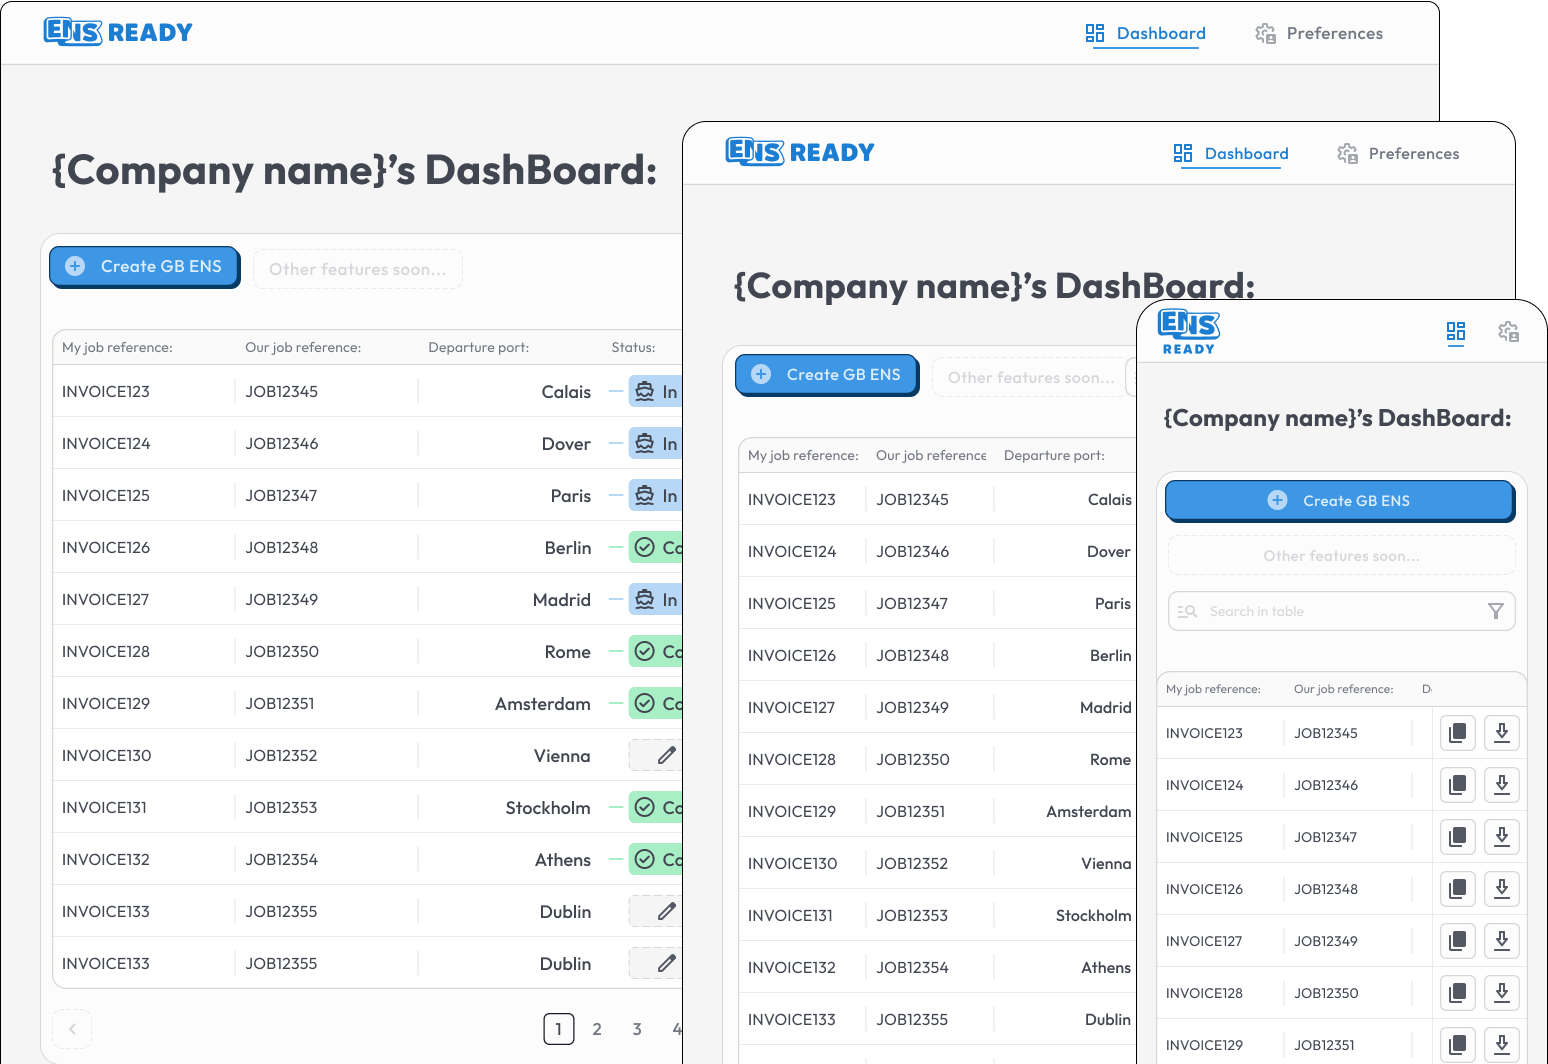 ENS READY
Dashboard
Preferences
{Company name}’s DashBoard:
Create GB ENS
Other features soon...
My job reference: Our job reference: Departure port: Status:
INVOICE123 JOB12345 Calais In
INVOICE124 JOB12346 Dover In
INVOICE125 JOB12347 Paris In
INVOICE126 JOB12348 Berlin Co
INVOICE127 JOB12349 Madrid In
INVOICE128 JOB12350 Rome Co
INVOICE129 JOB12351 Amsterdam Co
INVOICE130 JOB12352 Vienna
INVOICE131 JOB12353 Stockholm Co
INVOICE132 JOB12354 Athens Co
INVOICE133 JOB12355 Dublin
INVOICE133 JOB12355 Dublin
1 2 3 4
ENS READY
Dashboard
Preferences
{Company name}’s DashBoard:
Create GB ENS
Other features soon...
My job reference: Our job reference Departure port:
INVOICE123 JOB12345 Calais
INVOICE124 JOB12346 Dover
INVOICE125 JOB12347 Paris
INVOICE126 JOB12348 Berlin
INVOICE127 JOB12349 Madrid
INVOICE128 JOB12350 Rome
INVOICE129 JOB12351 Amsterdam
INVOICE130 JOB12352 Vienna
INVOICE131 JOB12353 Stockholm
INVOICE132 JOB12354 Athens
INVOICE133 JOB12355 Dublin
ENS
READY
{Company name}’s DashBoard:
Create GB ENS
Other features soon...
Search in table
My job reference: Our job reference: De
INVOICE123 JOB12345
INVOICE124 JOB12346
INVOICE125 JOB12347
INVOICE126 JOB12348
INVOICE127 JOB12349
INVOICE128 JOB12350
INVOICE129 JOB12351